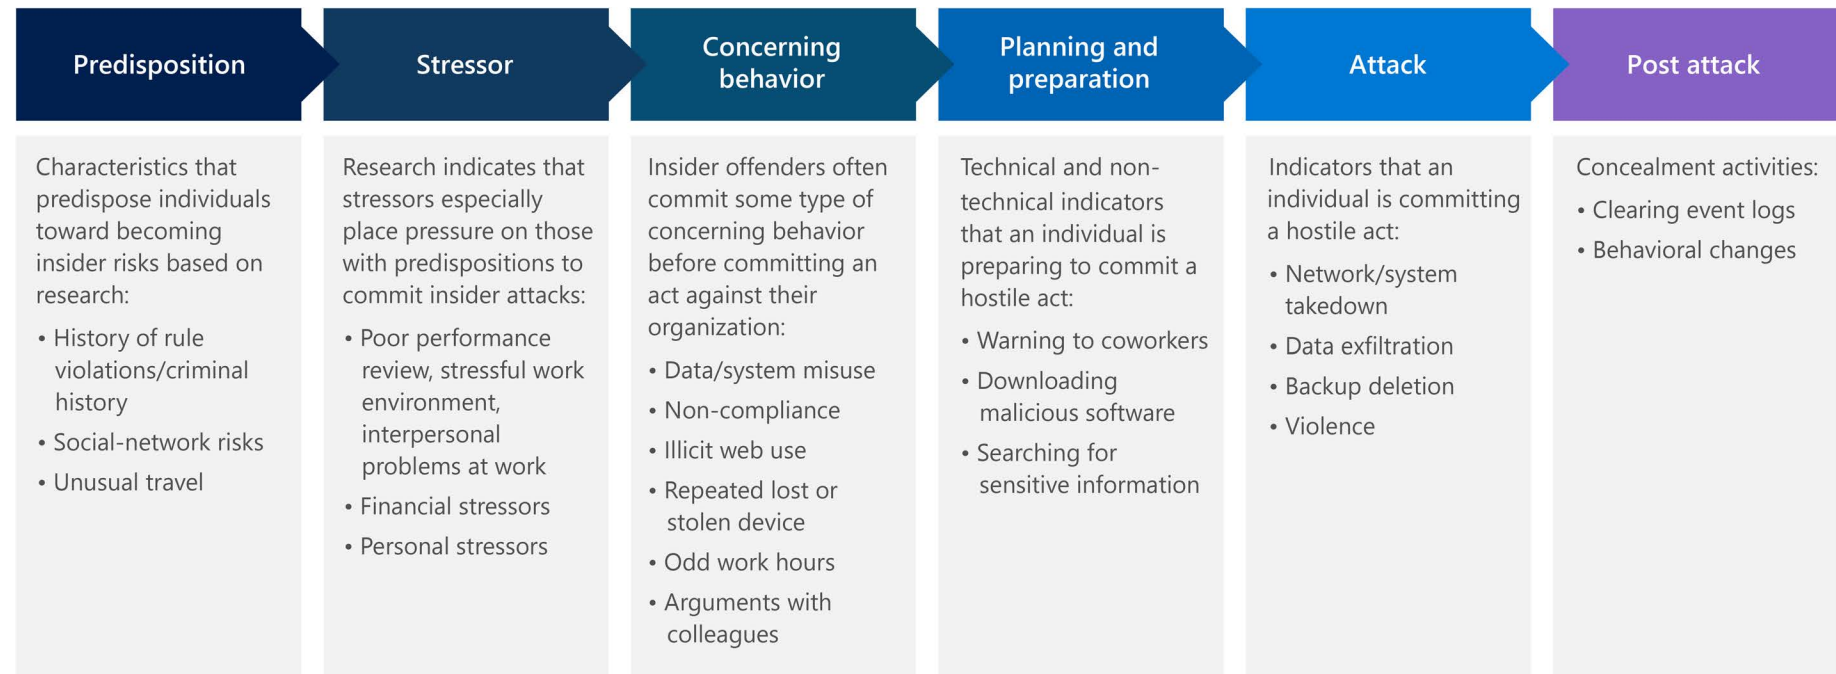 Predisposition
Stressor
Concerning
behavior
Planning and
preparation
Attack
Post attack
Characteristics that
predispose individuals
toward becoming
insider risks based on
research:
• History of rule
violations/criminal
history
• Social-network risks
• Unusual travel
Research indicates that
stressors especially
place pressure on those
with predispositions to
commit insider attacks:
• Poor performance
review, stressful work
environment,
interpersonal
problems at work
• Financial stressors
• Personal stressors
Insider offenders often
commit some type of
concerning behavior
before committing an
act against their
organization:
• Data/system misuse
• Non-compliance
• Illicit web use
• Repeated lost or
stolen device
• Odd work hours
• Arguments with
colleagues
Technical and non-
technical indicators
that an individual is
preparing to commit a
hostile act:
• Warning to coworkers
• Downloading
malicious software
• Searching for
sensitive information
Indicators that an
individual is committing
a hostile act:
• Network/system
takedown
• Data exfiltration
• Backup deletion
• Violence
Concealment activities:
• Clearing event logs
• Behavioral changes